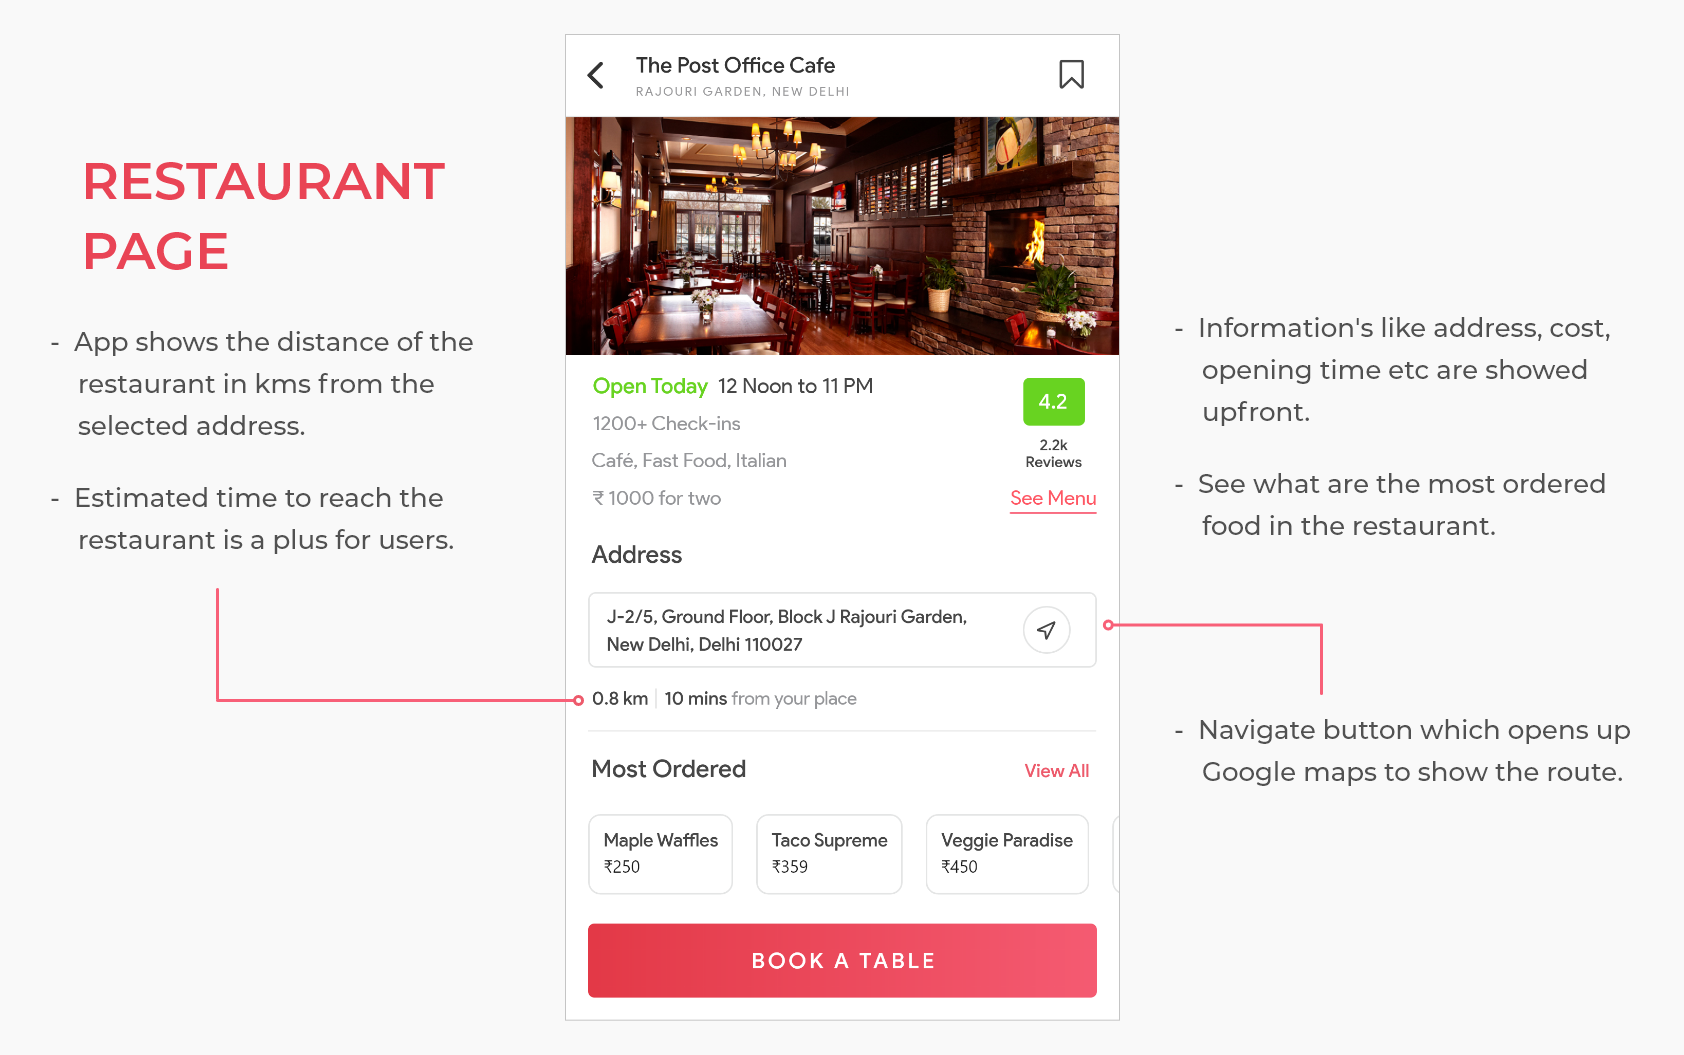 RESTAURANT
PAGE
- App shows the distance of the
restaurant in kms from the
selected address.
- Estimated time to reach the
restaurant is a plus for users.
The Post Office Cafe
RAJOURI GARDEN, NEW DELHI
Open Today 12 Noon to 11 PM
4.2
1200+ Check-ins
2.2k
Reviews
Café, Fast Food, Italian
₹ 1000 for two
See Menu
Address
J-2/5, Ground Floor, Block J Rajouri Garden,
New Delhi, Delhi 110027
0.8 km | 10 mins from your place
Most Ordered
View All
Maple Waffles
₹250
Taco Supreme
₹359
Veggie Paradise
₹450
BOOK A TABLE
- Information's like address, cost,
opening time etc are showed
upfront.
- See what are the most ordered
food in the restaurant.
- Navigate button which opens up
Google maps to show the route.